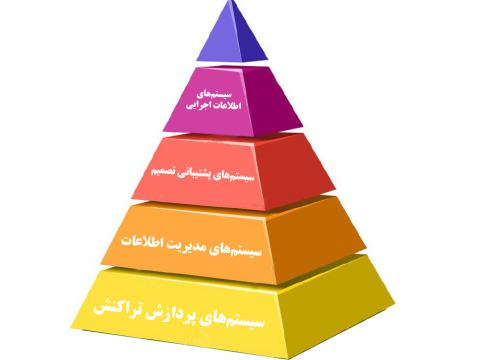 سیستم‌های
اطلاعات اجرایی
سیستم‌های پشتیبانی تصمیم
سیستم‌های مدیریت اطلاعات
سیستم‌های پردازش تراکنش